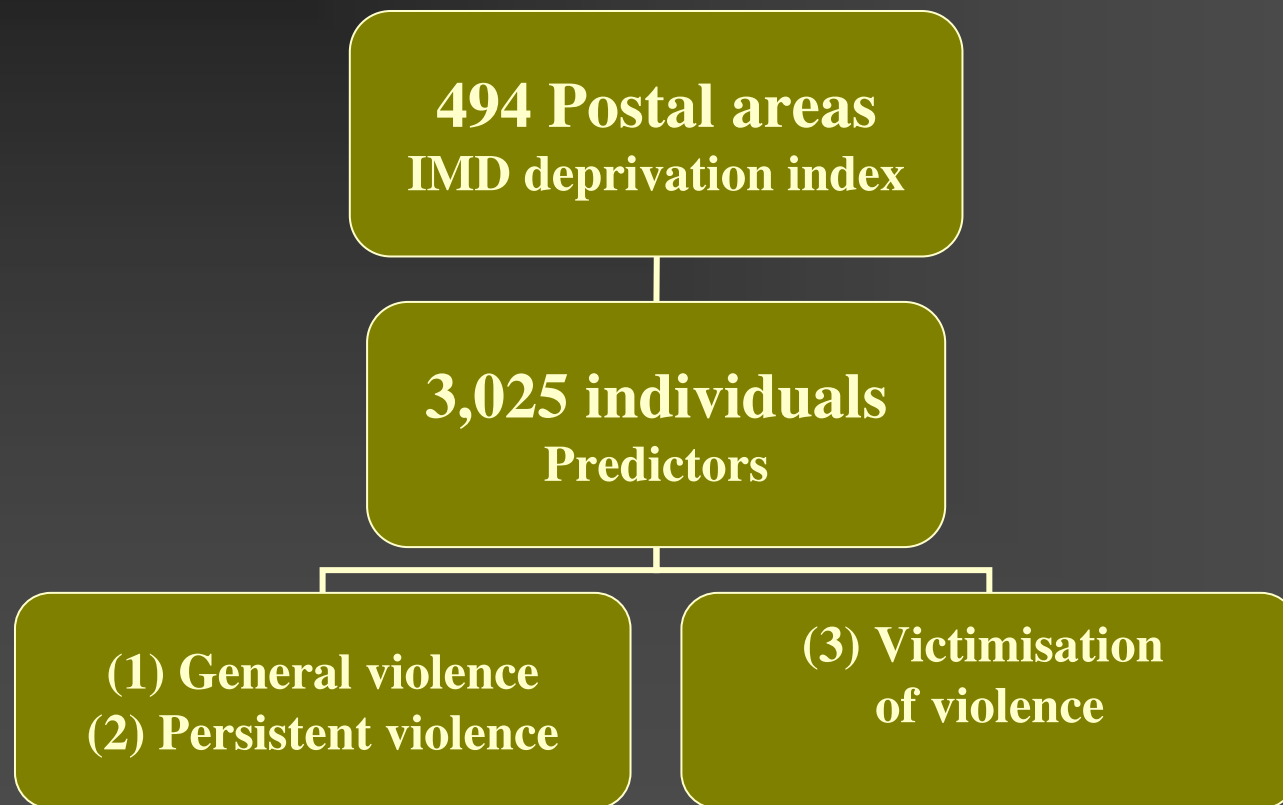 494 Postal areas
IMD deprivation index
3,025 individuals
Predictors
(1) General violence
(2) Persistent violence
(3) Victimisation
of violence